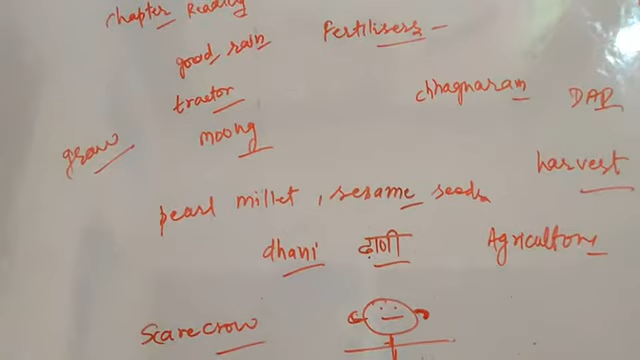 chapter Reading
good rain
Fertilisers -
tractor
chhagnaram
DAP
grow
moong
harvest
pearl millet, sesame seeds
dhani ढ़ाणी
Agriculture
Scarecrow